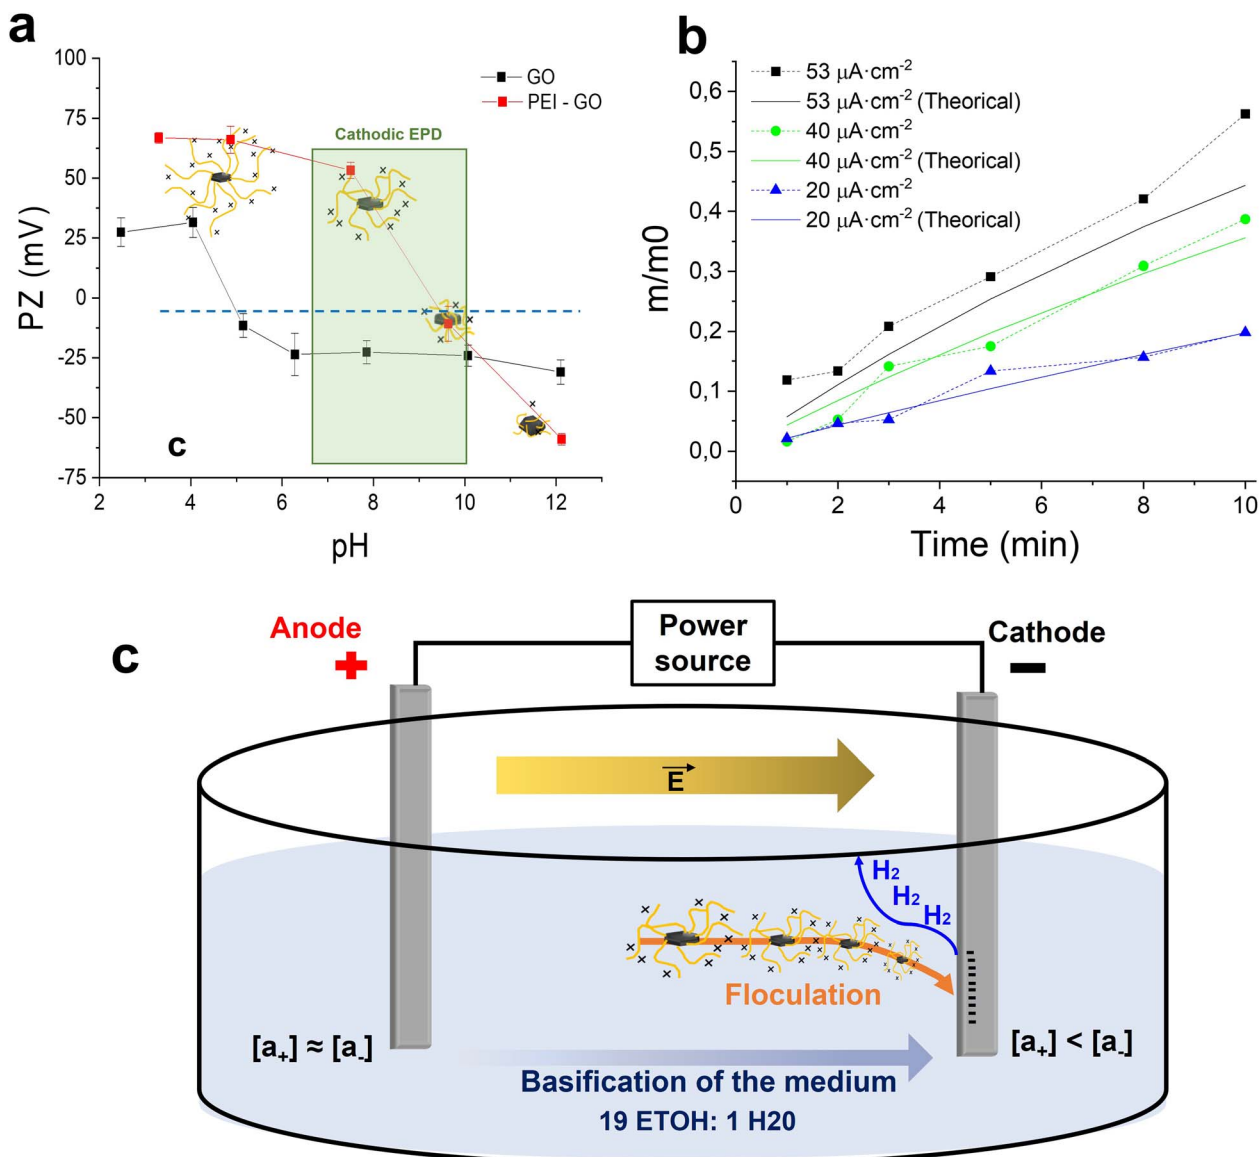 a
100
75
50
25
0
-25
-50
-75
2
4
6
8
10
12
PZ (mV)
pH
GO
PEI - GO
Cathodic EPD
c
b
0,6
0,5
0,4
0,3
0,2
0,1
0,0
0
2
4
6
8
10
m/m0
Time (min)
53 μA·cm-2
53 μA·cm-2 (Theorical)
40 μA·cm-2
40 μA·cm-2 (Theorical)
20 μA·cm-2
20 μA·cm-2 (Theorical)
c
Anode
+
Power
source
Cathode
−
E
H2
H2
H2
Floculation
[a+] ≈ [a-]
[a+] < [a-]
Basification of the medium
19 ETOH: 1 H20